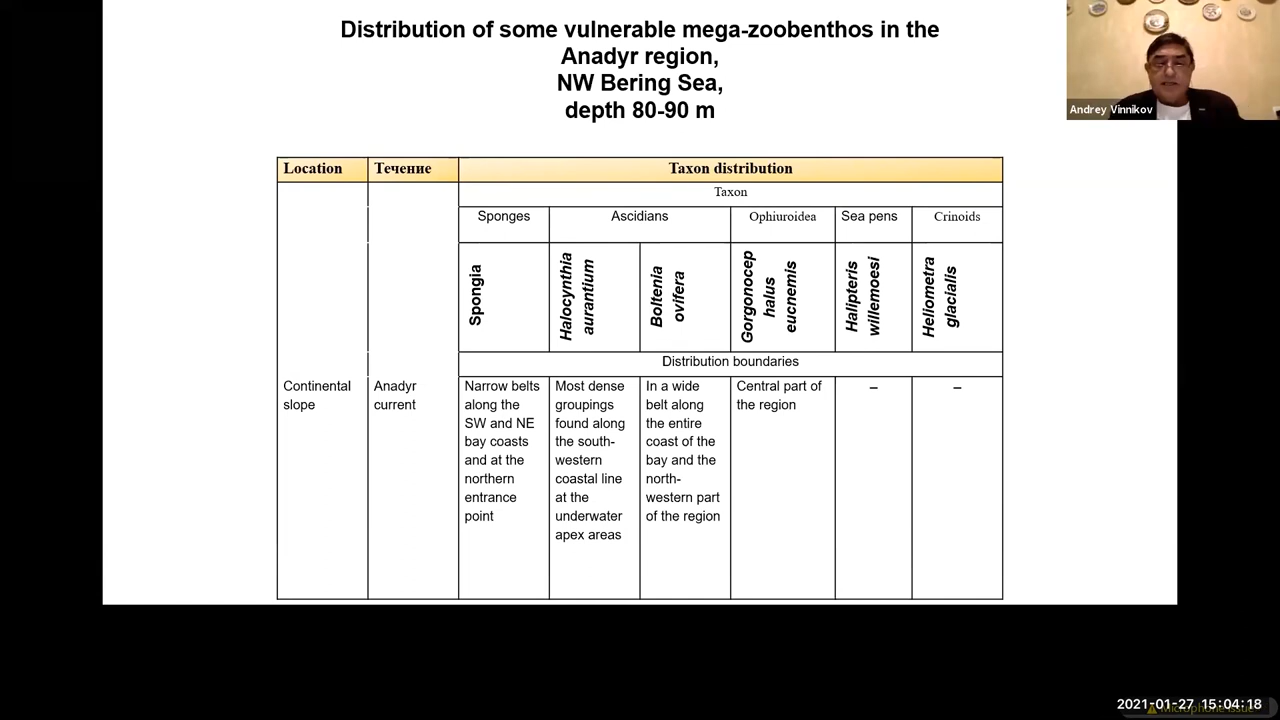 Distribution of some vulnerable mega-zoobenthos in the
Anadyr region,
NW Bering Sea,
depth 80-90 m
Andrey Vinnikov
Location
Течение
Taxon distribution
Taxon
Sponges
Ascidians
Ophiuroidea
Sea pens
Crinoids
Spongia
Halocynthia
aurantium
Boltenia
ovifera
Gorgonocep
halus
eucnemis
Halipteris
willemoesi
Heliometra
glacialis
Distribution boundaries
Continental
slope
Anadyr
current
Narrow belts
along the
SW and NE
bay coasts
and at the
northern
entrance
point
Most dense
groupings
found along
the south-
western
coastal line
at the
underwater
apex areas
In a wide
belt along
the entire
coast of the
bay and the
north-
western part
of the region
Central part of
the region
–
–
2021-01-27 15:04:18